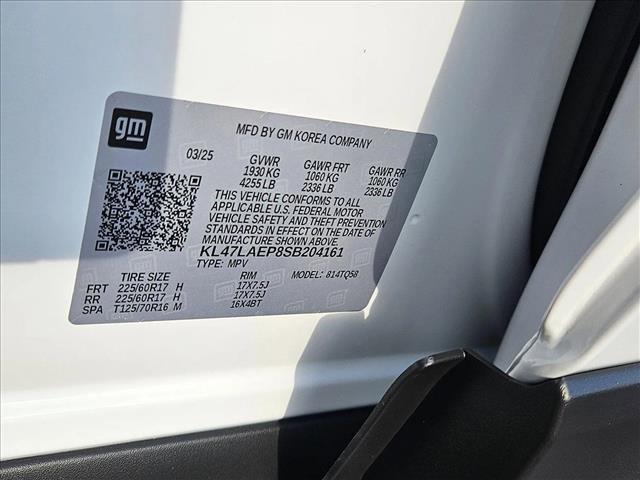 gm
MFD BY GM KOREA COMPANY
03/25 GVWR GAWR FRT GAWR RR
1930 KG 1060 KG 1060 KG
4255 LB 2336 LB 2336 LB
THIS VEHICLE CONFORMS TO ALL
APPLICABLE U.S. FEDERAL MOTOR
VEHICLE SAFETY AND THEFT PREVENTION
STANDARDS IN EFFECT ON THE DATE OF
MANUFACTURE SHOWN ABOVE.
KL47LAEP8SB204161
TYPE: MPV MODEL: 814TQ58
TIRE SIZE RIM
FRT 225/60R17 H 17X7.5J
RR 225/60R17 H 17X7.5J
SPA T125/70R16 M 16X4BT